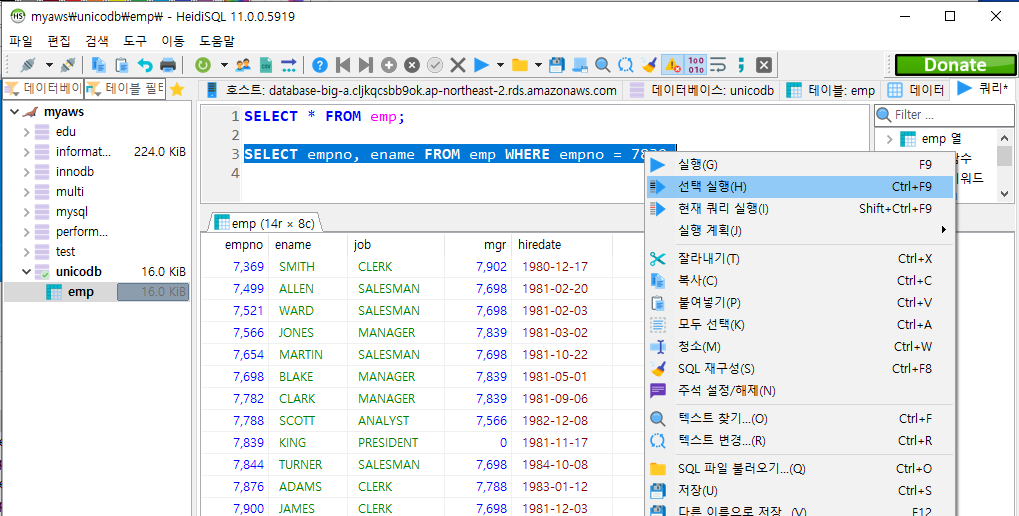 myaws\unicodb\emp\ - HeidiSQL 11.0.0.5919
파일 편집 검색 도구 이동 도움말
Donate
데이터베이 테이블 필터 호스트: database-big-a.cljkqcsbb9ok.ap-northeast-2.rds.amazonaws.com 데이터베이스: unicodb 테이블: emp 데이터 쿼리*
myaws
edu
informat... 224.0 KiB
innodb
multi
mysql
perform...
test
unicodb 16.0 KiB
emp 16.0 KiB
1 SELECT * FROM emp;
2
3 SELECT empno, ename FROM emp WHERE empno =
4
Filter ...
emp 열
실행(G) F9
선택 실행(H) Ctrl+F9
현재 쿼리 실행(I) Shift+Ctrl+F9
실행 계획(J)
잘라내기(T) Ctrl+X
복사(C) Ctrl+C
붙여넣기(P) Ctrl+V
모두 선택(K) Ctrl+A
청소(M) Ctrl+W
SQL 재구성(S) Ctrl+F8
주석 설정/해제(N)
텍스트 찾기...(O) Ctrl+F
텍스트 변경...(R) Ctrl+R
SQL 파일 불러오기...(Q) Ctrl+O
저장(U) Ctrl+S
다른 이름으로 저장...(V) F12
emp (14r × 8c)
empno ename job mgr hiredate
7,369 SMITH CLERK 7,902 1980-12-17
7,499 ALLEN SALESMAN 7,698 1981-02-20
7,521 WARD SALESMAN 7,698 1981-02-03
7,566 JONES MANAGER 7,839 1981-03-02
7,654 MARTIN SALESMAN 7,698 1981-10-22
7,698 BLAKE MANAGER 7,839 1981-05-01
7,782 CLARK MANAGER 7,839 1981-09-06
7,788 SCOTT ANALYST 7,566 1982-12-08
7,839 KING PRESIDENT 0 1981-11-17
7,844 TURNER SALESMAN 7,698 1984-10-08
7,876 ADAMS CLERK 7,788 1983-01-12
7,900 JAMES CLERK 7,698 1981-12-03